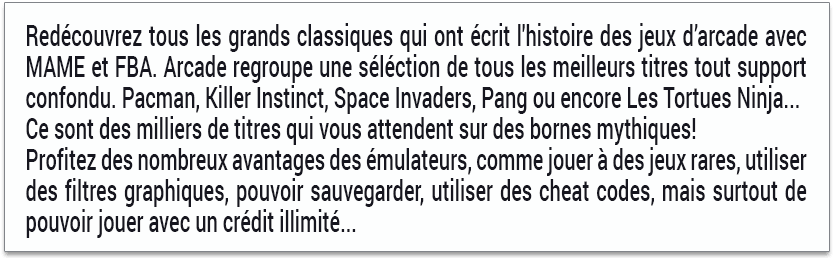 Redécouvrez tous les grands classiques qui ont écrit l'histoire des jeux d’arcade avec
MAME et FBA. Arcade regroupe une séléction de tous les meilleurs titres tout support
confondu. Pacman, Killer Instinct, Space Invaders, Pang ou encore Les Tortues Ninja...
Ce sont des milliers de titres qui vous attendent sur des bornes mythiques!
Profitez des nombreux avantages des émulateurs, comme jouer à des jeux rares, utiliser
des filtres graphiques, pouvoir sauvegarder, utiliser des cheat codes, mais surtout de
pouvoir jouer avec un crédit illimité...